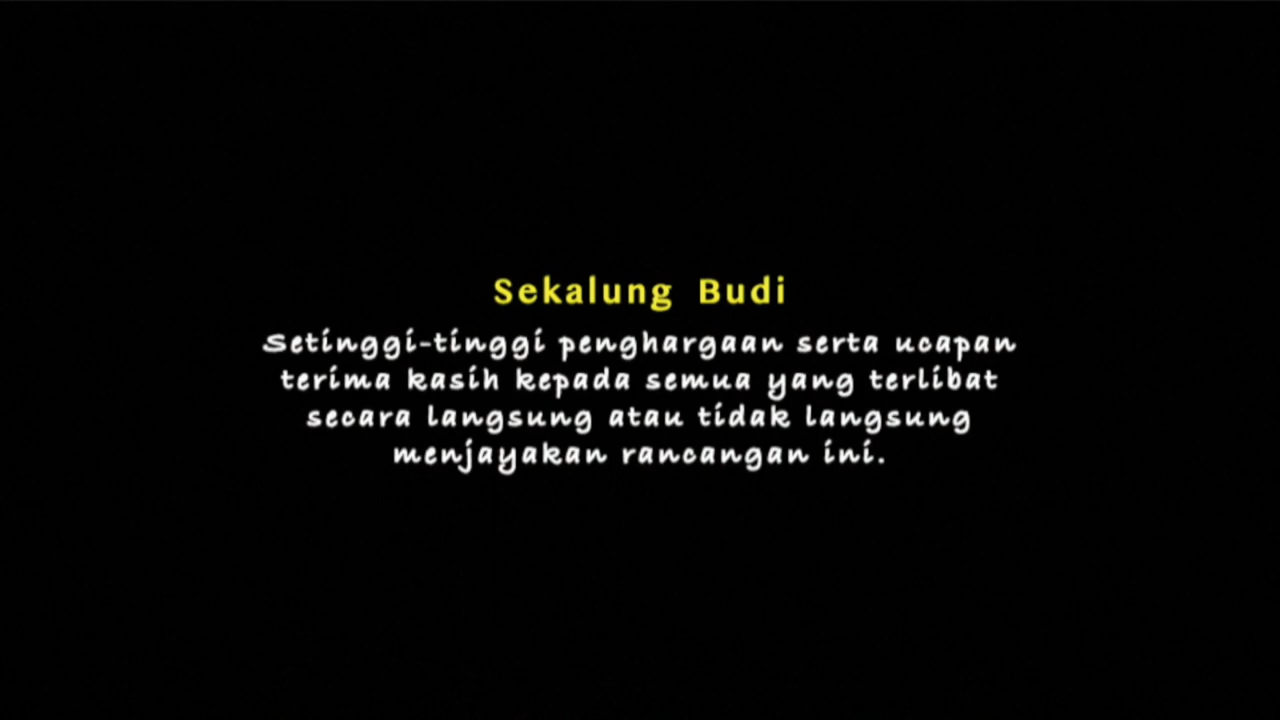 Sekalung Budi
Setinggi-tinggi penghargaan serta ucapan
terima kasih kepada semua yang terlibat
secara langsung atau tidak langsung
menjayakan rancangan ini.